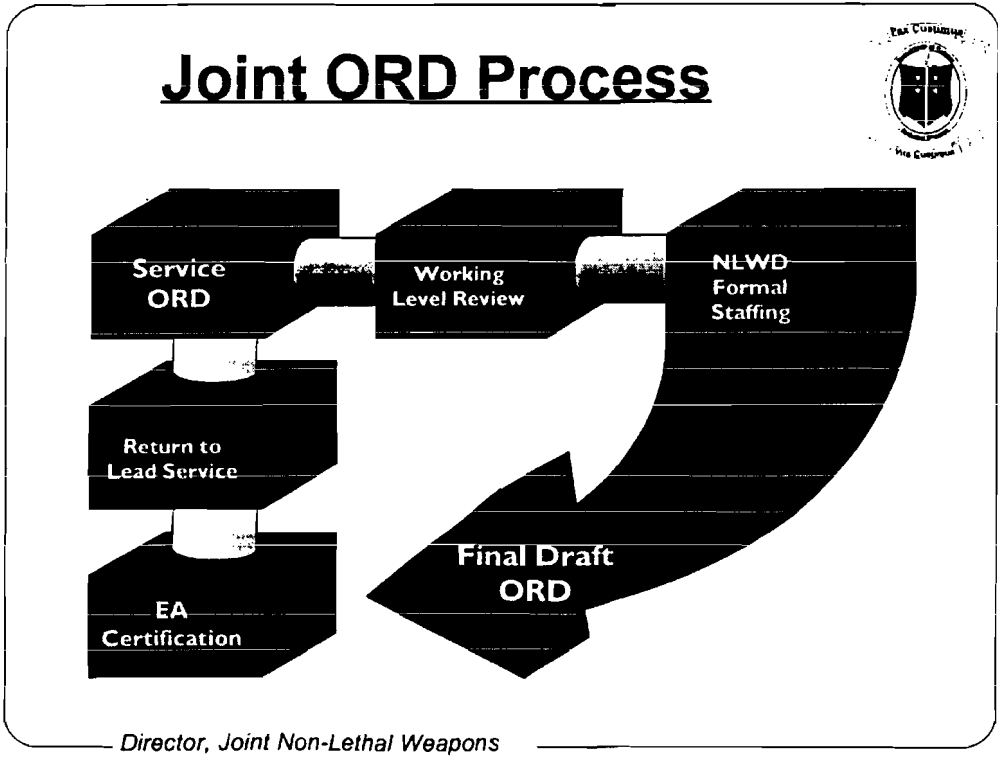 Joint ORD Process
Service
ORD
Working
Level Review
NLWD
Formal
Staffing
Return to
Lead Service
Final Draft
ORD
EA
Certification
Director, Joint Non-Lethal Weapons